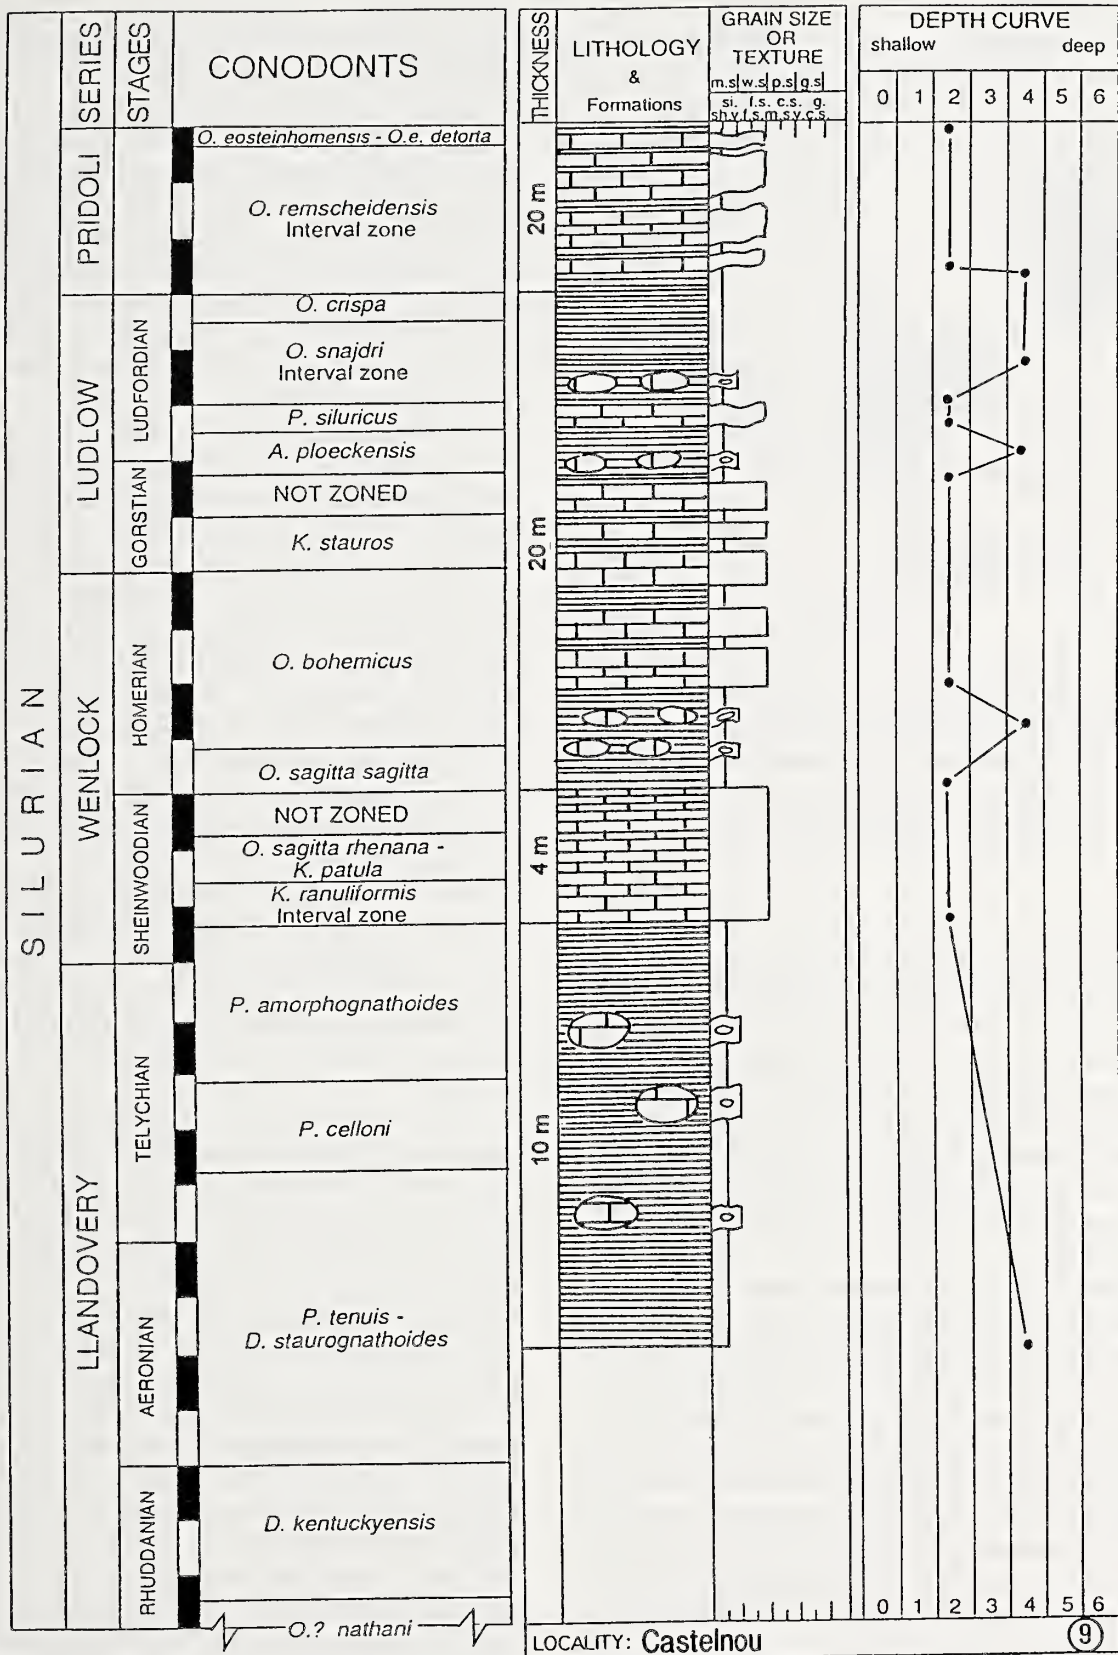 SILURIAN
SERIES
STAGES
CONODONTS
PRIDOLI
LUDLOW
WENLOCK
LLANDOVERY
LUDFORDIAN
GORSTIAN
HOMERIAN
SHEINWOODIAN
TELYCHIAN
AERONIAN
RHUDDANIAN
O. eosteinhornensis - O.e. detorta
O. remscheidensis
Interval zone
O. crispa
O. snajdri
Interval zone
P. siluricus
A. ploeckensis
NOT ZONED
K. stauros
O. bohemicus
O. sagitta sagitta
NOT ZONED
O. sagitta rhenana -
K. patula
K. ranuliformis
Interval zone
P. amorphognathoides
P. celloni
P. tenuis -
D. staurognathoides
D. kentuckyensis
O.? nathani
THICKNESS
20 m
20 m
4 m
10 m
LITHOLOGY
&
Formations
GRAIN SIZE
OR
TEXTURE
m.s w.s p.s g.s
si. f.s. c.s. g.
sh.v.f.s.m.s.v.c.s.
DEPTH CURVE
shallow deep
0 1 2 3 4 5 6
0 1 2 3 4 5 6
LOCALITY: Castelnou
9